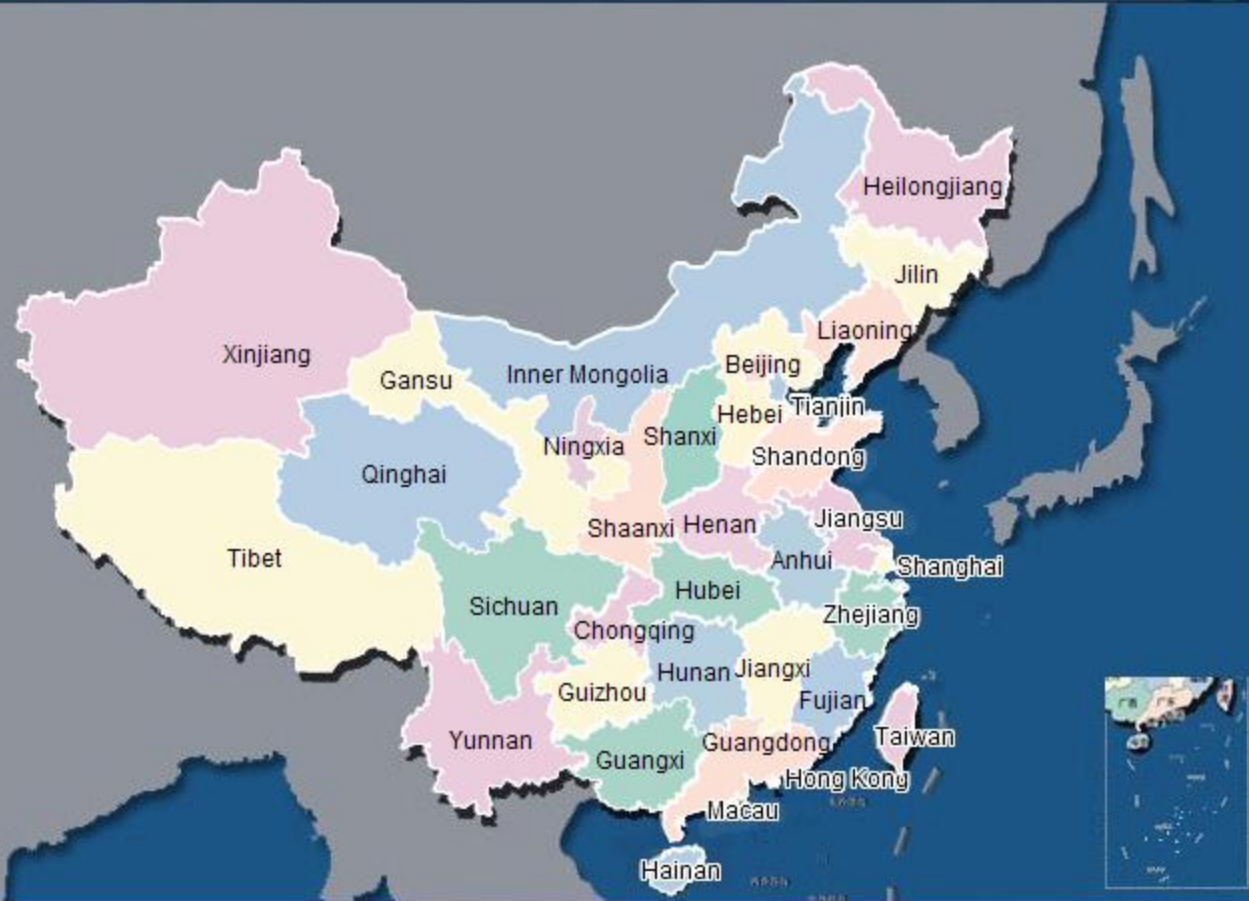 Heilongjiang
Jilin
Liaoning
Xinjiang
Gansu
Inner Mongolia
Beijing
Tianjin
Hebei
Ningxia
Shanxi
Shandong
Qinghai
Shaanxi
Henan
Jiangsu
Tibet
Anhui
Shanghai
Sichuan
Hubei
Zhejiang
Chongqing
Hunan
Jiangxi
Guizhou
Fujian
Yunnan
Guangxi
Guangdong
Taiwan
Hong Kong
Macau
Hainan